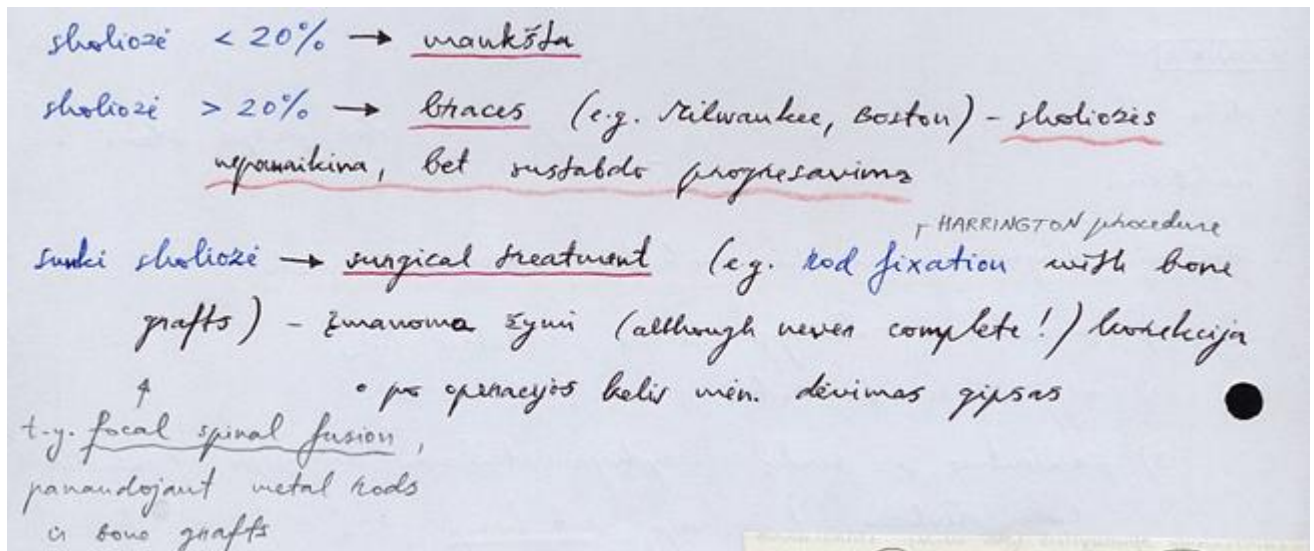 skoliozė < 20% → mankšta
skoliozė > 20% → braces (e.g. Milwaukee, Boston) – skoliozės
nepanaikina, bet sustabdo progresavimą
┌ HARRINGTON procedure
sunki skoliozė → surgical treatment (e.g. rod fixation with bone
grafts) – įmanoma žymi (although never complete!) korekcija
↑ • po operacijos kelis mėn. dėvimas gipsas
t.y. focal spinal fusion,
panaudojant metal rods
ir bone grafts